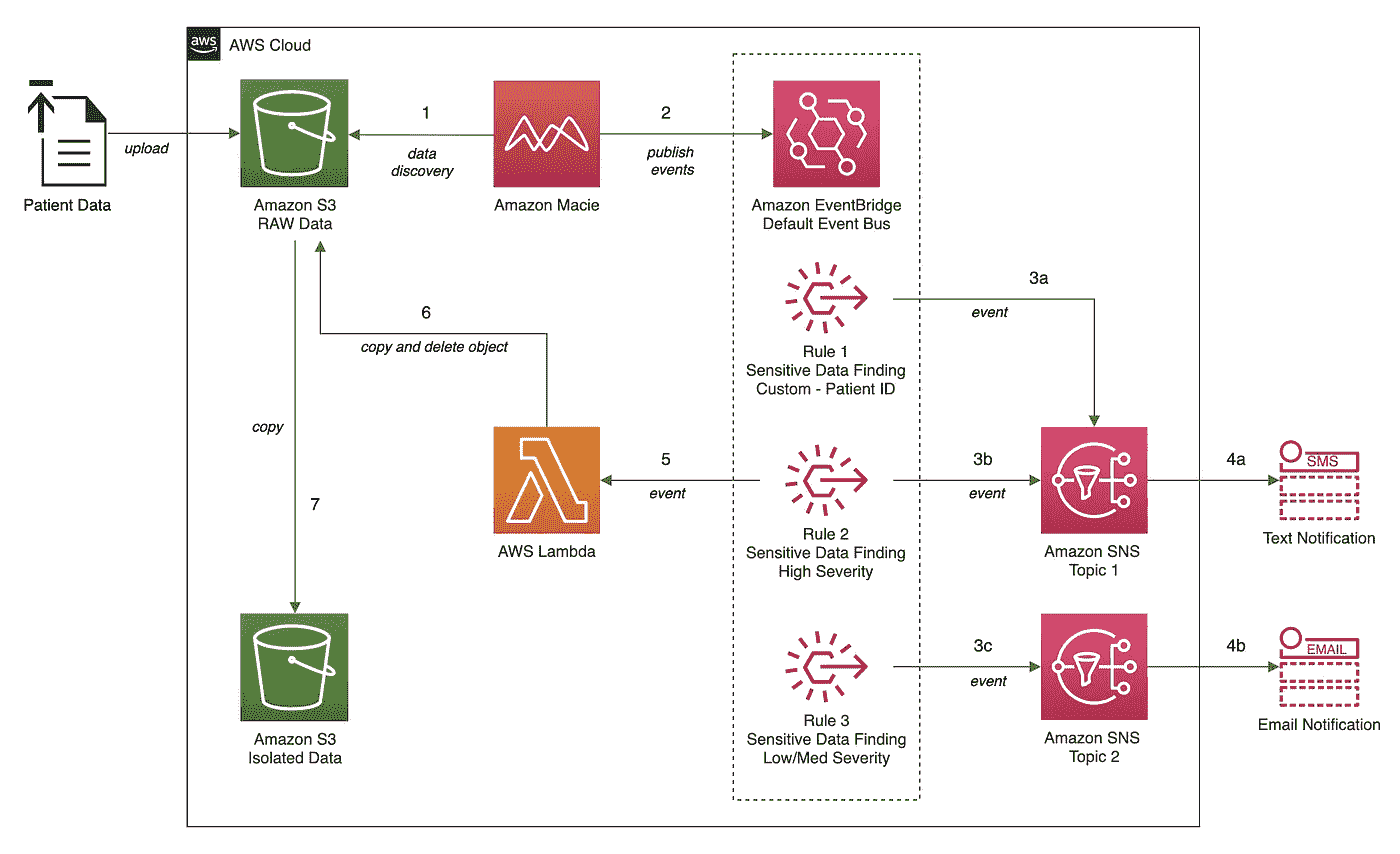 aws
AWS Cloud
upload
Patient Data
Amazon S3
RAW Data
1
data
discovery
Amazon Macie
2
publish
events
Amazon EventBridge
Default Event Bus
3a
event
Rule 1
Sensitive Data Finding
Custom - Patient ID
6
copy and delete object
copy
7
5
event
AWS Lambda
3b
event
Rule 2
Sensitive Data Finding
High Severity
Amazon SNS
Topic 1
4a
SMS
Text Notification
Amazon S3
Isolated Data
3c
event
Rule 3
Sensitive Data Finding
Low/Med Severity
Amazon SNS
Topic 2
4b
EMAIL
Email Notification